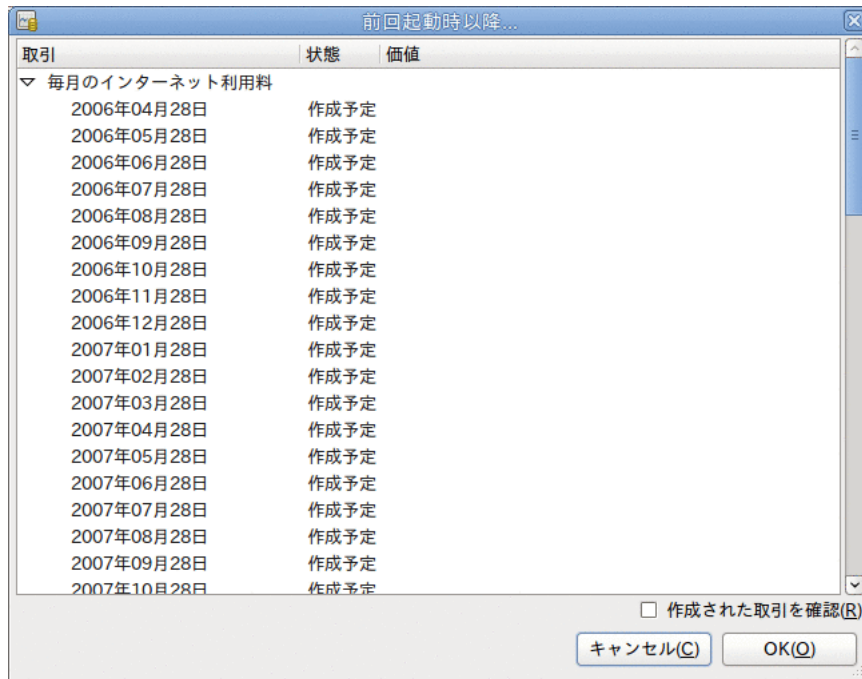 前回起動時以降...
取引 状態 価値
毎月のインターネット利用料
2006年04月28日 作成予定
2006年05月28日 作成予定
2006年06月28日 作成予定
2006年07月28日 作成予定
2006年08月28日 作成予定
2006年09月28日 作成予定
2006年10月28日 作成予定
2006年11月28日 作成予定
2006年12月28日 作成予定
2007年01月28日 作成予定
2007年02月28日 作成予定
2007年03月28日 作成予定
2007年04月28日 作成予定
2007年05月28日 作成予定
2007年06月28日 作成予定
2007年07月28日 作成予定
2007年08月28日 作成予定
2007年09月28日 作成予定
2007年10月28日 作成予定
作成された取引を確認(R)
キャンセル(C) OK(O)